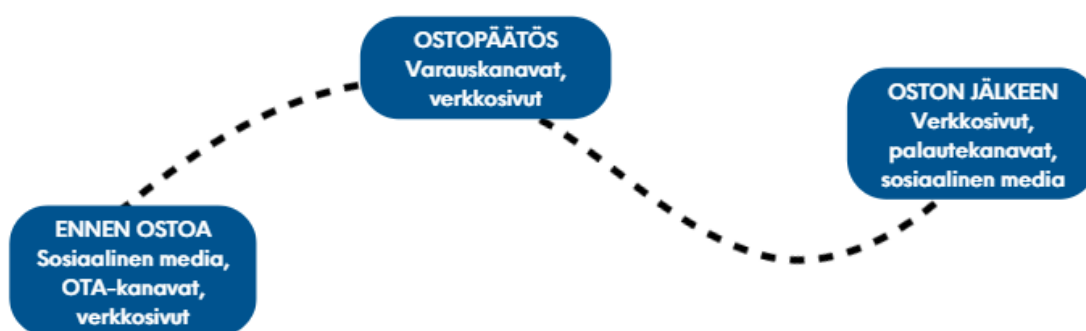 ENNEN OSTOA
Sosiaalinen media,
OTA-kanavat,
verkkosivut
OSTOPÄÄTÖS
Varauskanavat,
verkkosivut
OSTON JÄLKEEN
Verkkosivut,
palautekanavat,
sosiaalinen media